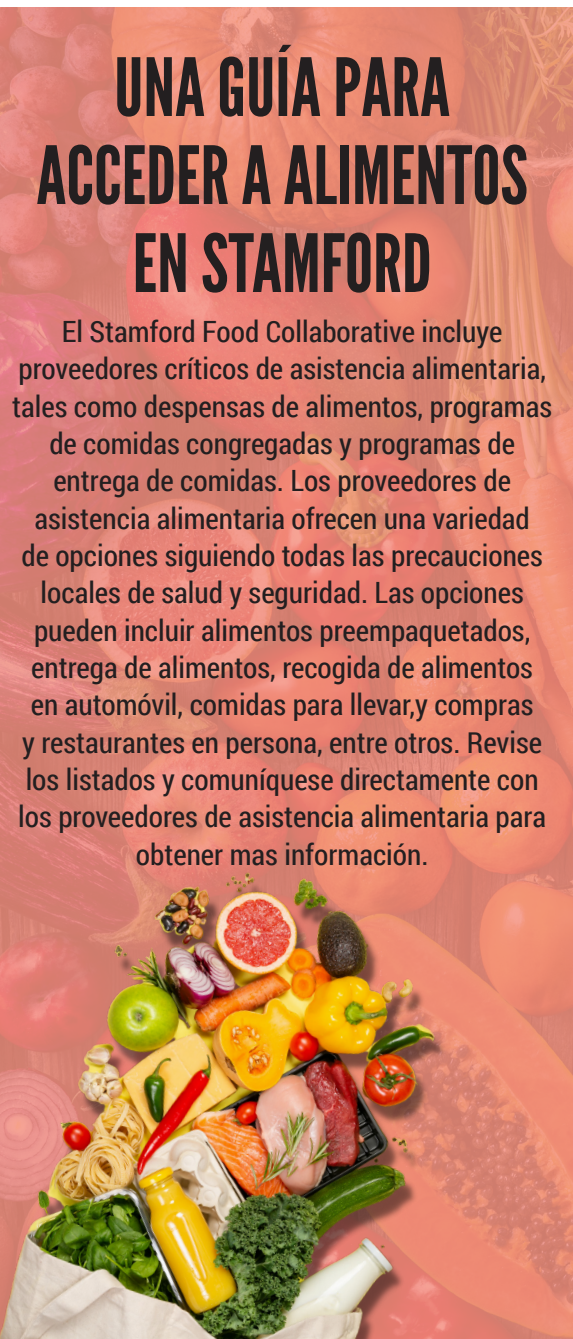 UNA GUÍA PARA
ACCEDER A ALIMENTOS
EN STAMFORD
El Stamford Food Collaborative incluye
proveedores críticos de asistencia alimentaria,
tales como despensas de alimentos, programas
de comidas congregadas y programas de
entrega de comidas. Los proveedores de
asistencia alimentaria ofrecen una variedad
de opciones siguiendo todas las precauciones
locales de salud y seguridad. Las opciones
pueden incluir alimentos preempaquetados,
entrega de alimentos, recogida de alimentos
en automóvil, comidas para llevar,y compras
y restaurantes en persona, entre otros. Revise
los listados y comuníquese directamente con
los proveedores de asistencia alimentaria para
obtener mas información.